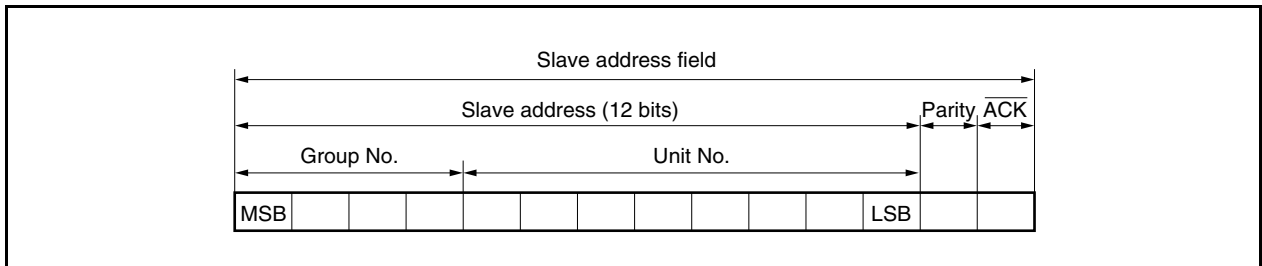 Slave address field
Slave address (12 bits) Parity ACK
Group No. Unit No.
MSB LSB